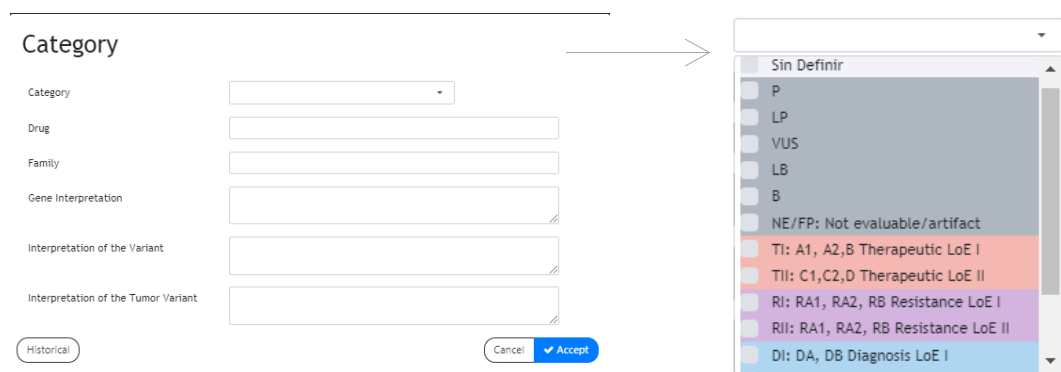 Category
Category
Drug
Family
Gene Interpretation
Interpretation of the Variant
Interpretation of the Tumor Variant
Historical
Cancel
Accept
Sin Definir
P
LP
VUS
LB
B
NE/FP: Not evaluable/artifact
TI: A1, A2,B Therapeutic LoE I
TII: C1,C2,D Therapeutic LoE II
RI: RA1, RA2, RB Resistance LoE I
RII: RA1, RA2, RB Resistance LoE II
DI: DA, DB Diagnosis LoE I